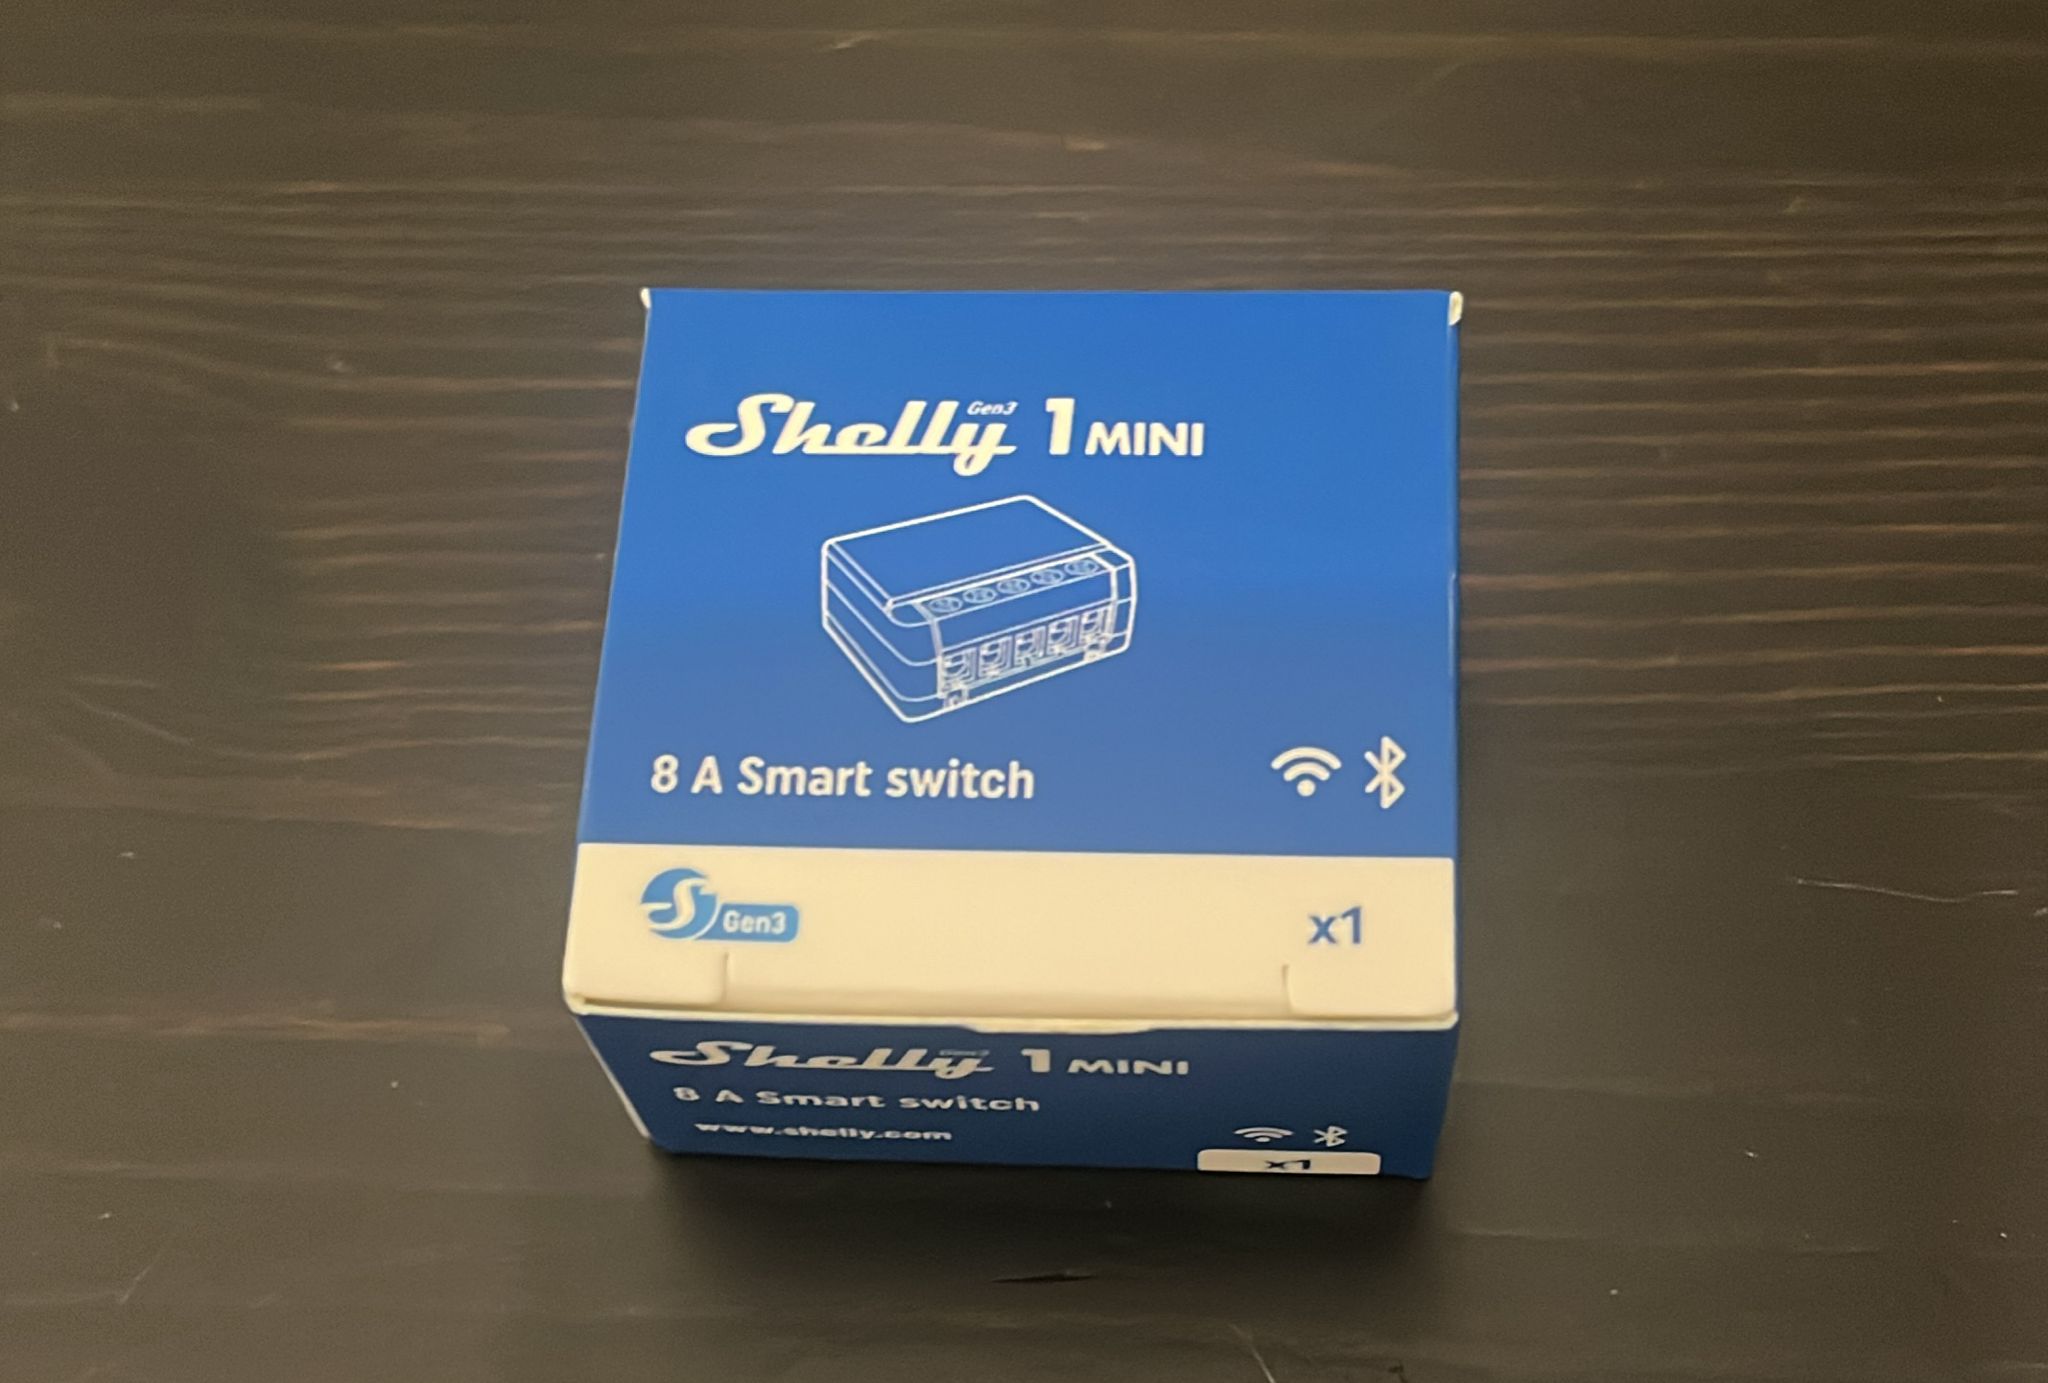 Shelly Gen3 1 MINI
8 A Smart switch
Gen3
x1
Shelly Gen3 1 MINI
8 A Smart switch
www.shelly.com
x1